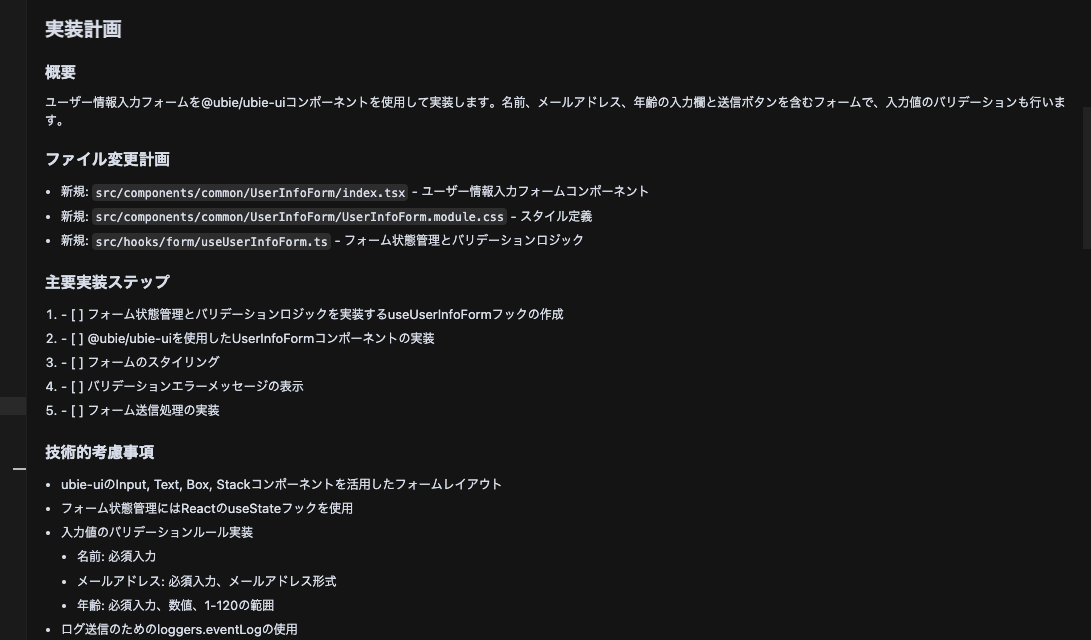 実装計画
概要
ユーザー情報入力フォームを@ubie/ubie-uiコンポーネントを使用して実装します。名前、メールアドレス、年齢の入力欄と送信ボタンを含むフォームで、入力値のバリデーションも行いま
す。
ファイル変更計画
• 新規: src/components/common/UserInfoForm/index.tsx - ユーザー情報入力フォームコンポーネント
• 新規: src/components/common/UserInfoForm/UserInfoForm.module.css - スタイル定義
• 新規: src/hooks/form/useUserInfoForm.ts - フォーム状態管理とバリデーションロジック
主要実装ステップ
1. - [ ] フォーム状態管理とバリデーションロジックを実装するuseUserInfoFormフックの作成
2. - [ ] @ubie/ubie-uiを使用したUserInfoFormコンポーネントの実装
3. - [ ] フォームのスタイリング
4. - [ ] バリデーションエラーメッセージの表示
5. - [ ] フォーム送信処理の実装
技術的考慮事項
• ubie-uiのInput, Text, Box, Stackコンポーネントを活用したフォームレイアウト
• フォーム状態管理にはReactのuseStateフックを使用
• 入力値のバリデーションルール実装
• 名前: 必須入力
• メールアドレス: 必須入力、メールアドレス形式
• 年齢: 必須入力、数値、1-120の範囲
• ログ送信のためのloggers.eventLogの使用